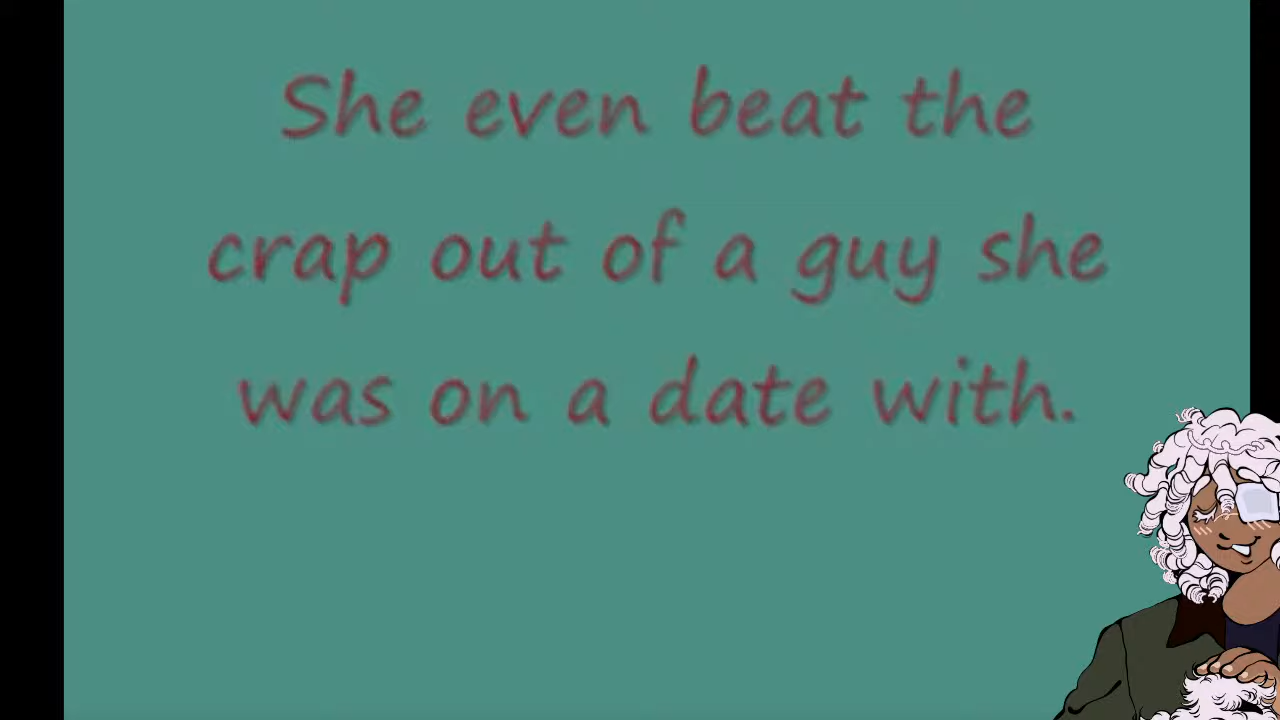 She even beat the
crap out of a guy she
was on a date with.